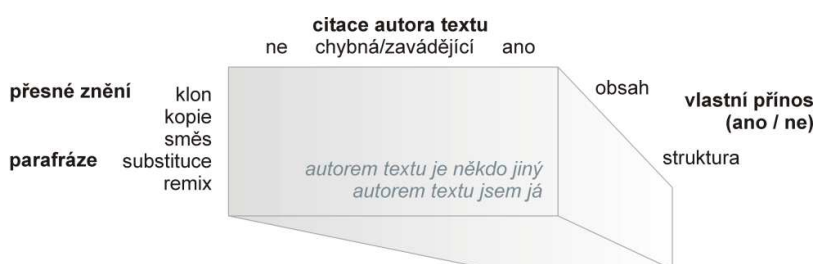 citace autora textu
ne chybná/zavádějící ano
přesné znění
klon
kopie
směs
parafráze
substituce
remix
obsah
vlastní přínos
(ano / ne)
struktura
autorem textu je někdo jiný
autorem textu jsem já